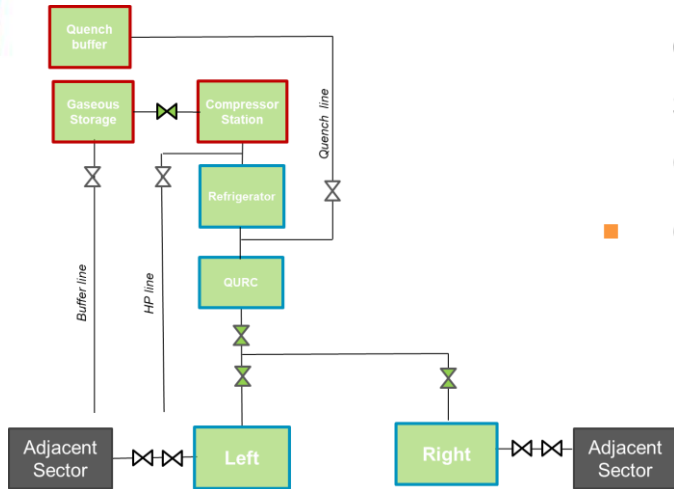 Quench
buffer
Gaseous
Storage
Compressor
Station
Quench line
Refrigerator
Buffer line
HP line
QURC
Adjacent
Sector
Left
Right
Adjacent
Sector